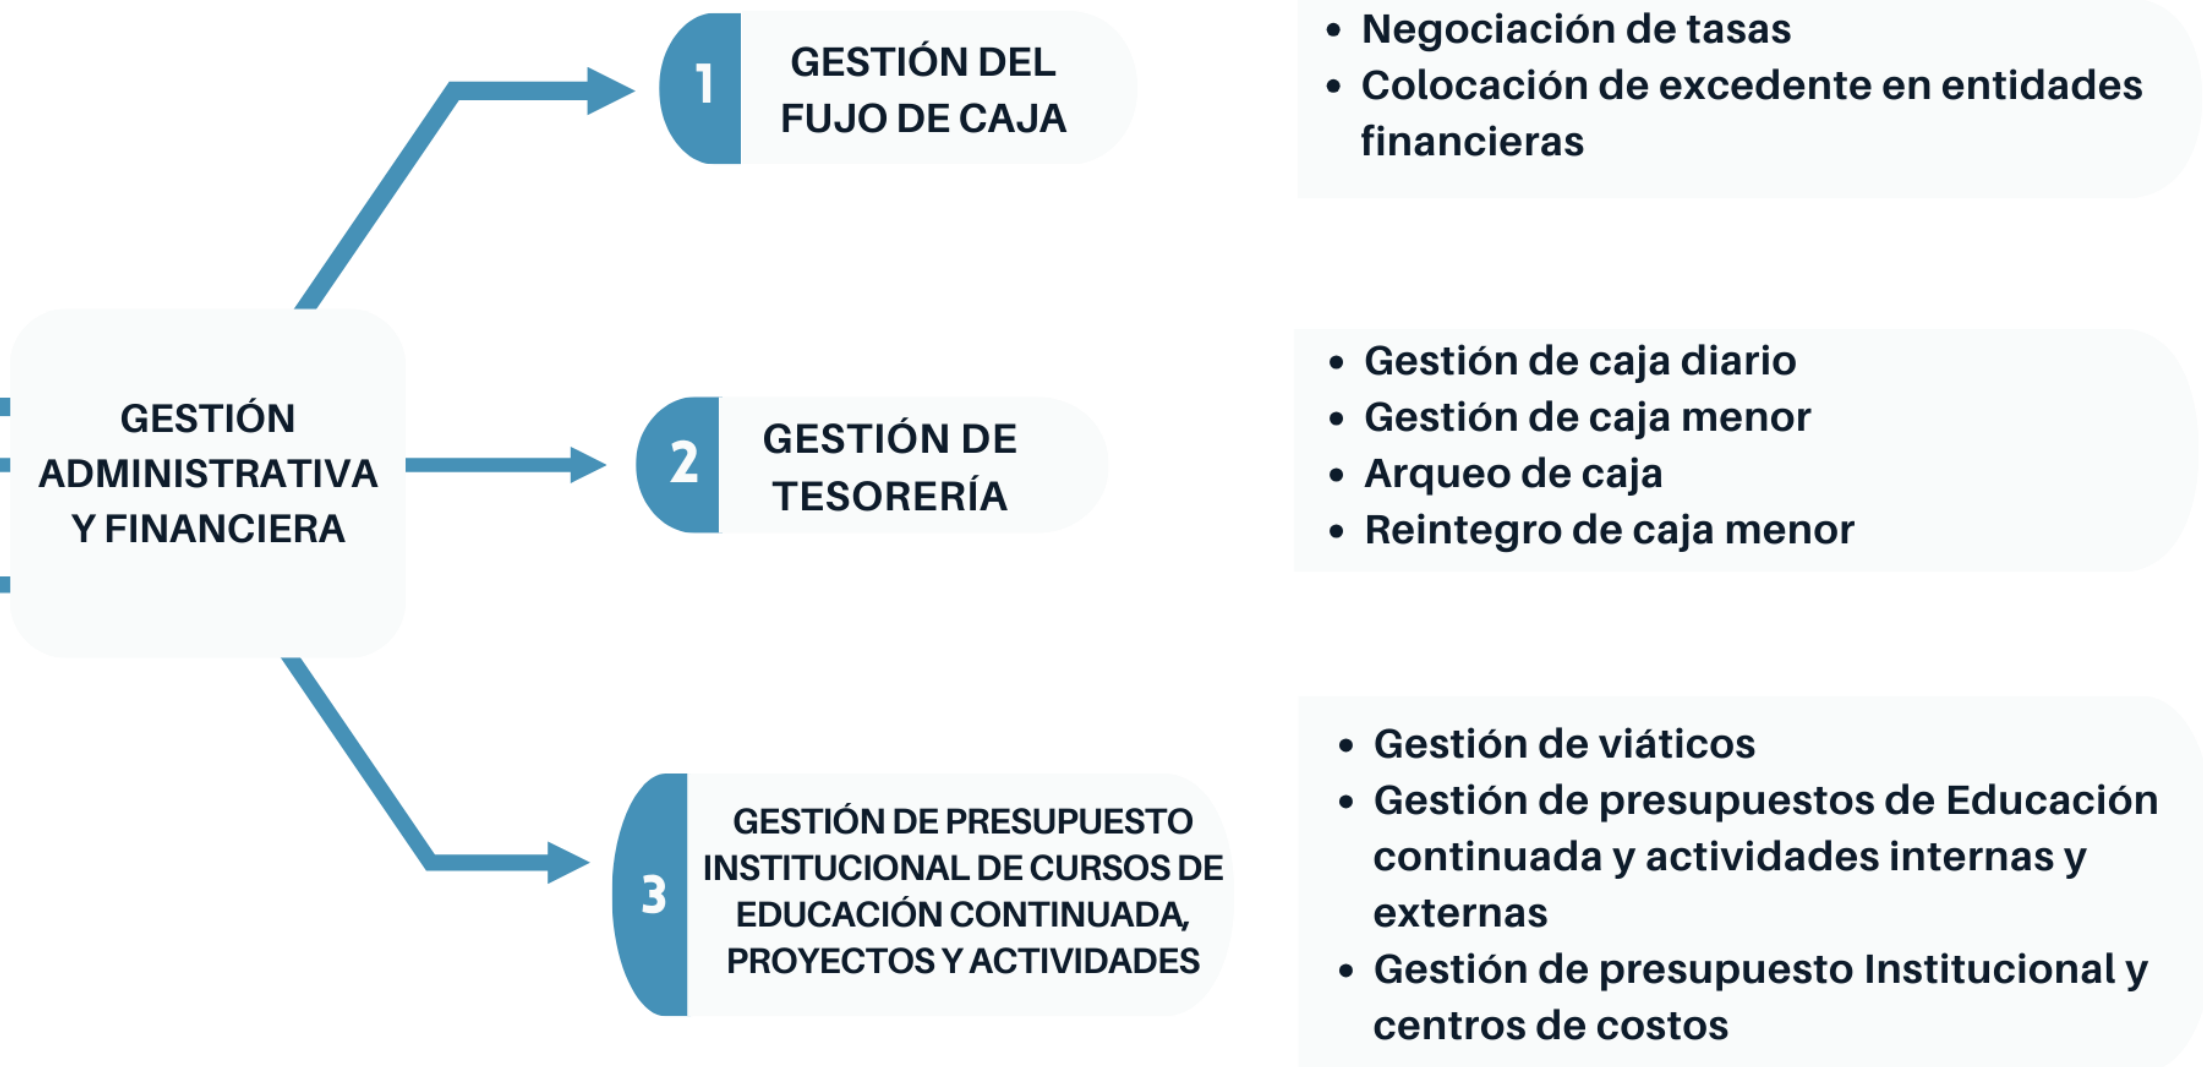 GESTIÓN
ADMINISTRATIVA
Y FINANCIERA
1
GESTIÓN DEL
FUJO DE CAJA
• Negociación de tasas
• Colocación de excedente en entidades
financieras
2
GESTIÓN DE
TESORERÍA
• Gestión de caja diario
• Gestión de caja menor
• Arqueo de caja
• Reintegro de caja menor
3
GESTIÓN DE PRESUPUESTO
INSTITUCIONAL DE CURSOS DE
EDUCACIÓN CONTINUADA,
PROYECTOS Y ACTIVIDADES
• Gestión de viáticos
• Gestión de presupuestos de Educación
continuada y actividades internas y
externas
• Gestión de presupuesto Institucional y
centros de costos